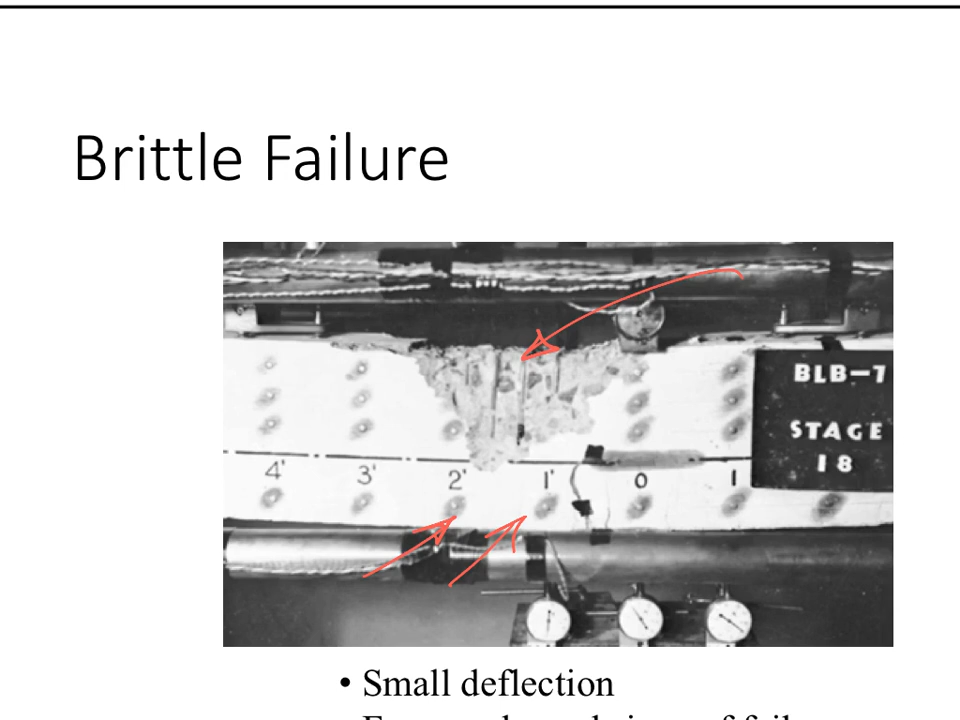 Brittle Failure
BLB-7
STAGE
18
4' 3' 2' 1' 0 1
• Small deflection